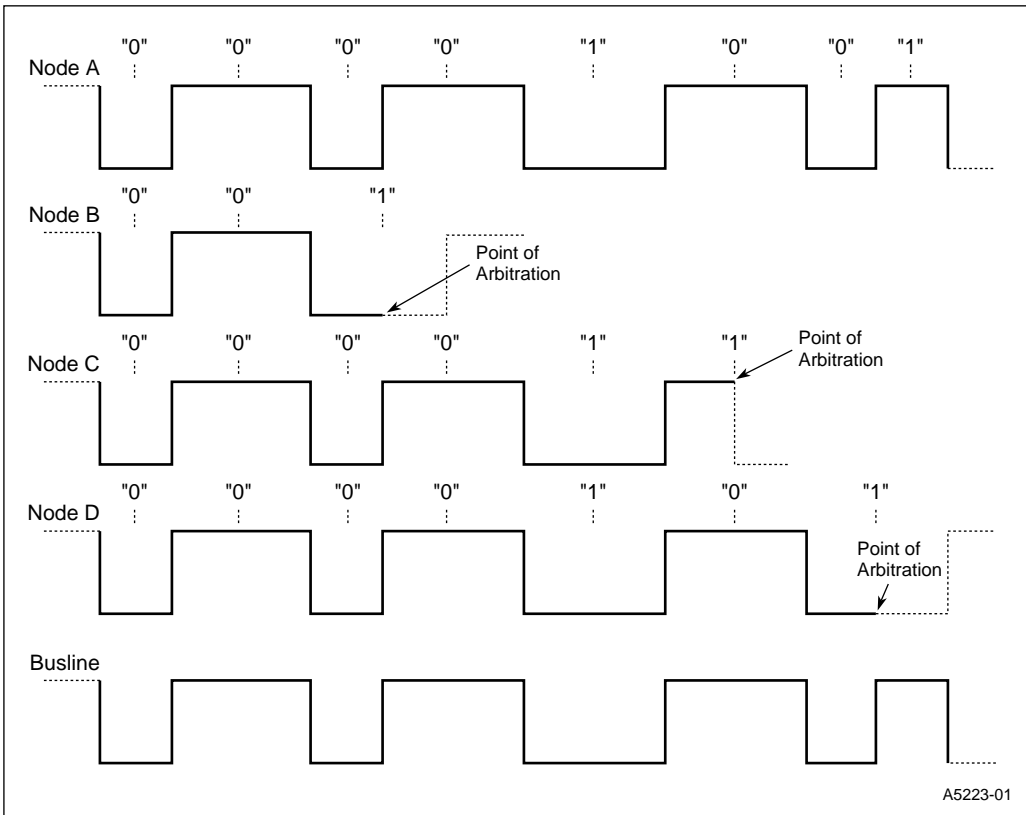 "0" "0" "0" "0" "1" "0" "0" "1"
Node A
"0" "0" "1"
Node B
Point of
Arbitration
"0" "0" "0" "0" "1" "1"
Node C
Point of
Arbitration
"0" "0" "0" "0" "1" "0" "1"
Node D
Point of
Arbitration
Busline
A5223-01